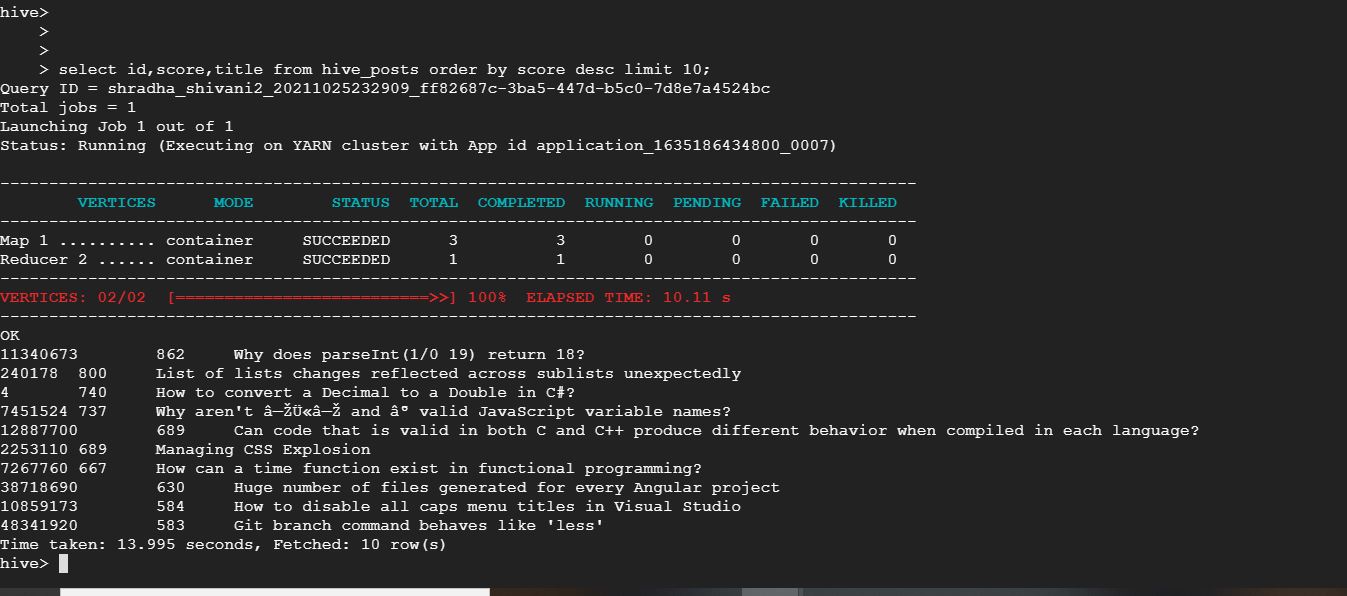 hive>
>
>
> select id,score,title from hive_posts order by score desc limit 10;
Query ID = shradha_shivani2_20211025232909_ff82687c-3ba5-447d-b5c0-7d8e7a4524bc
Total jobs = 1
Launching Job 1 out of 1
Status: Running (Executing on YARN cluster with App id application_1635186434800_0007)
----------------------------------------------------------------------------------------------
VERTICES MODE STATUS TOTAL COMPLETED RUNNING PENDING FAILED KILLED
----------------------------------------------------------------------------------------------
Map 1 .......... container SUCCEEDED 3 3 0 0 0 0
Reducer 2 ...... container SUCCEEDED 1 1 0 0 0 0
----------------------------------------------------------------------------------------------
VERTICES: 02/02 [==========================>>] 100% ELAPSED TIME: 10.11 s
----------------------------------------------------------------------------------------------
OK
11340673 862 Why does parseInt(1/0 19) return 18?
240178 800 List of lists changes reflected across sublists unexpectedly
4 740 How to convert a Decimal to a Double in C#?
7451524 737 Why aren't â—ŽÜ«â—Ž and â° valid JavaScript variable names?
12887700 689 Can code that is valid in both C and C++ produce different behavior when compiled in each language?
2253110 689 Managing CSS Explosion
7267760 667 How can a time function exist in functional programming?
38718690 630 Huge number of files generated for every Angular project
10859173 584 How to disable all caps menu titles in Visual Studio
48341920 583 Git branch command behaves like 'less'
Time taken: 13.995 seconds, Fetched: 10 row(s)
hive>